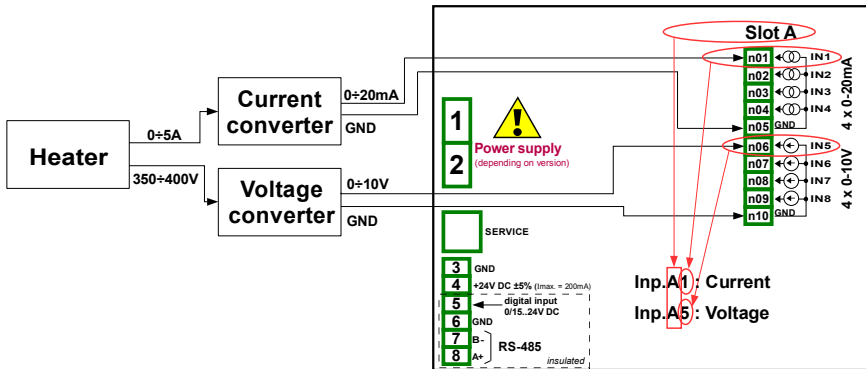 Slot A
n01 IN1
n02 IN2
n03 IN3
n04 IN4
n05 GND
4 x 0-20mA
n06 IN5
n07 IN6
n08 IN7
n09 IN8
n10 GND
4 x 0-10V
Heater
0÷5A
350÷400V
Current
converter
0÷20mA
GND
Voltage
converter
0÷10V
GND
1
2
Power supply
(depending on version)
SERVICE
3 GND
4 +24V DC ±5% (Imax. = 200mA)
5 digital input
0/15..24V DC
6 GND
7 B-
8 A+
RS-485
insulated
Inp.A1 : Current
Inp.A5 : Voltage